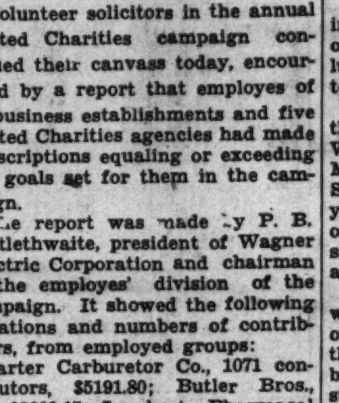 olunteer solicitors in the annual
ted Charities campaign con-
ed their canvass today, encour-
d by a report that employes of
business establishments and five
ted Charities agencies had made
scriptions equaling or exceeding
goals set for them in the cam-
gn.
e report was made by P. B.
tlethwaite, president of Wagner
ctric Corporation and chairman
the employes' division of the
paign. It showed the following
ations and numbers of contrib-
rs, from employed groups:
arter Carburetor Co., 1071 con-
utors, $5191.80; Butler Bros.,